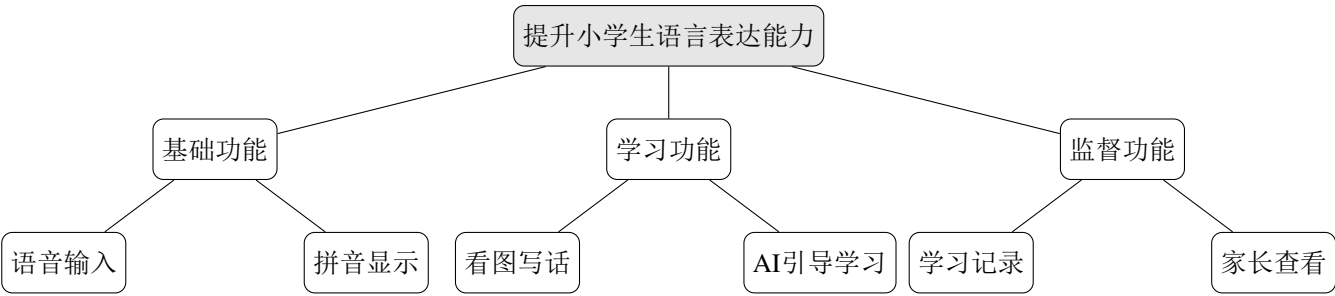 提升小学生语言表达能力
基础功能
学习功能
监督功能
语音输入
拼音显示
看图写话
AI引导学习
学习记录
家长查看